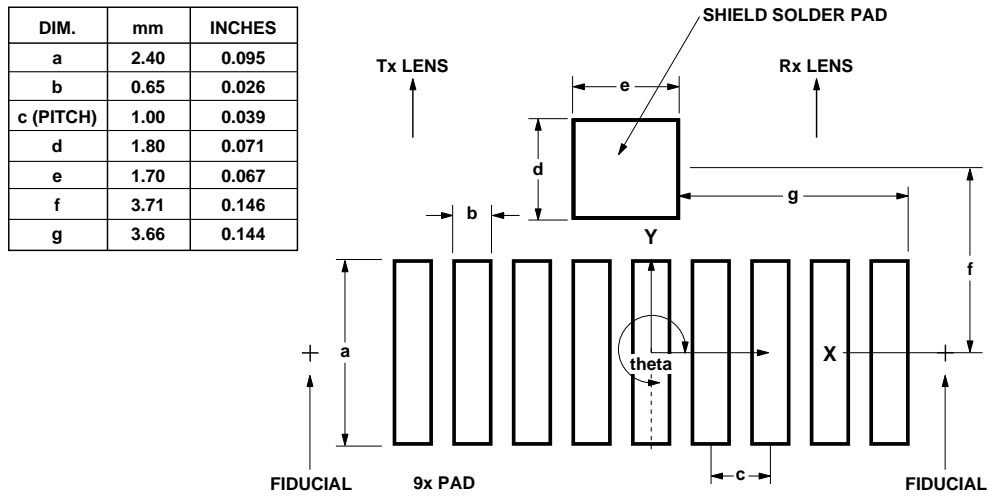 DIM. mm INCHES
a 2.40 0.095
b 0.65 0.026
c (PITCH) 1.00 0.039
d 1.80 0.071
e 1.70 0.067
f 3.71 0.146
g 3.66 0.144
SHIELD SOLDER PAD
Tx LENS
Rx LENS
e
d
g
b
Y
f
a
theta
X
c
FIDUCIAL
9x PAD
FIDUCIAL